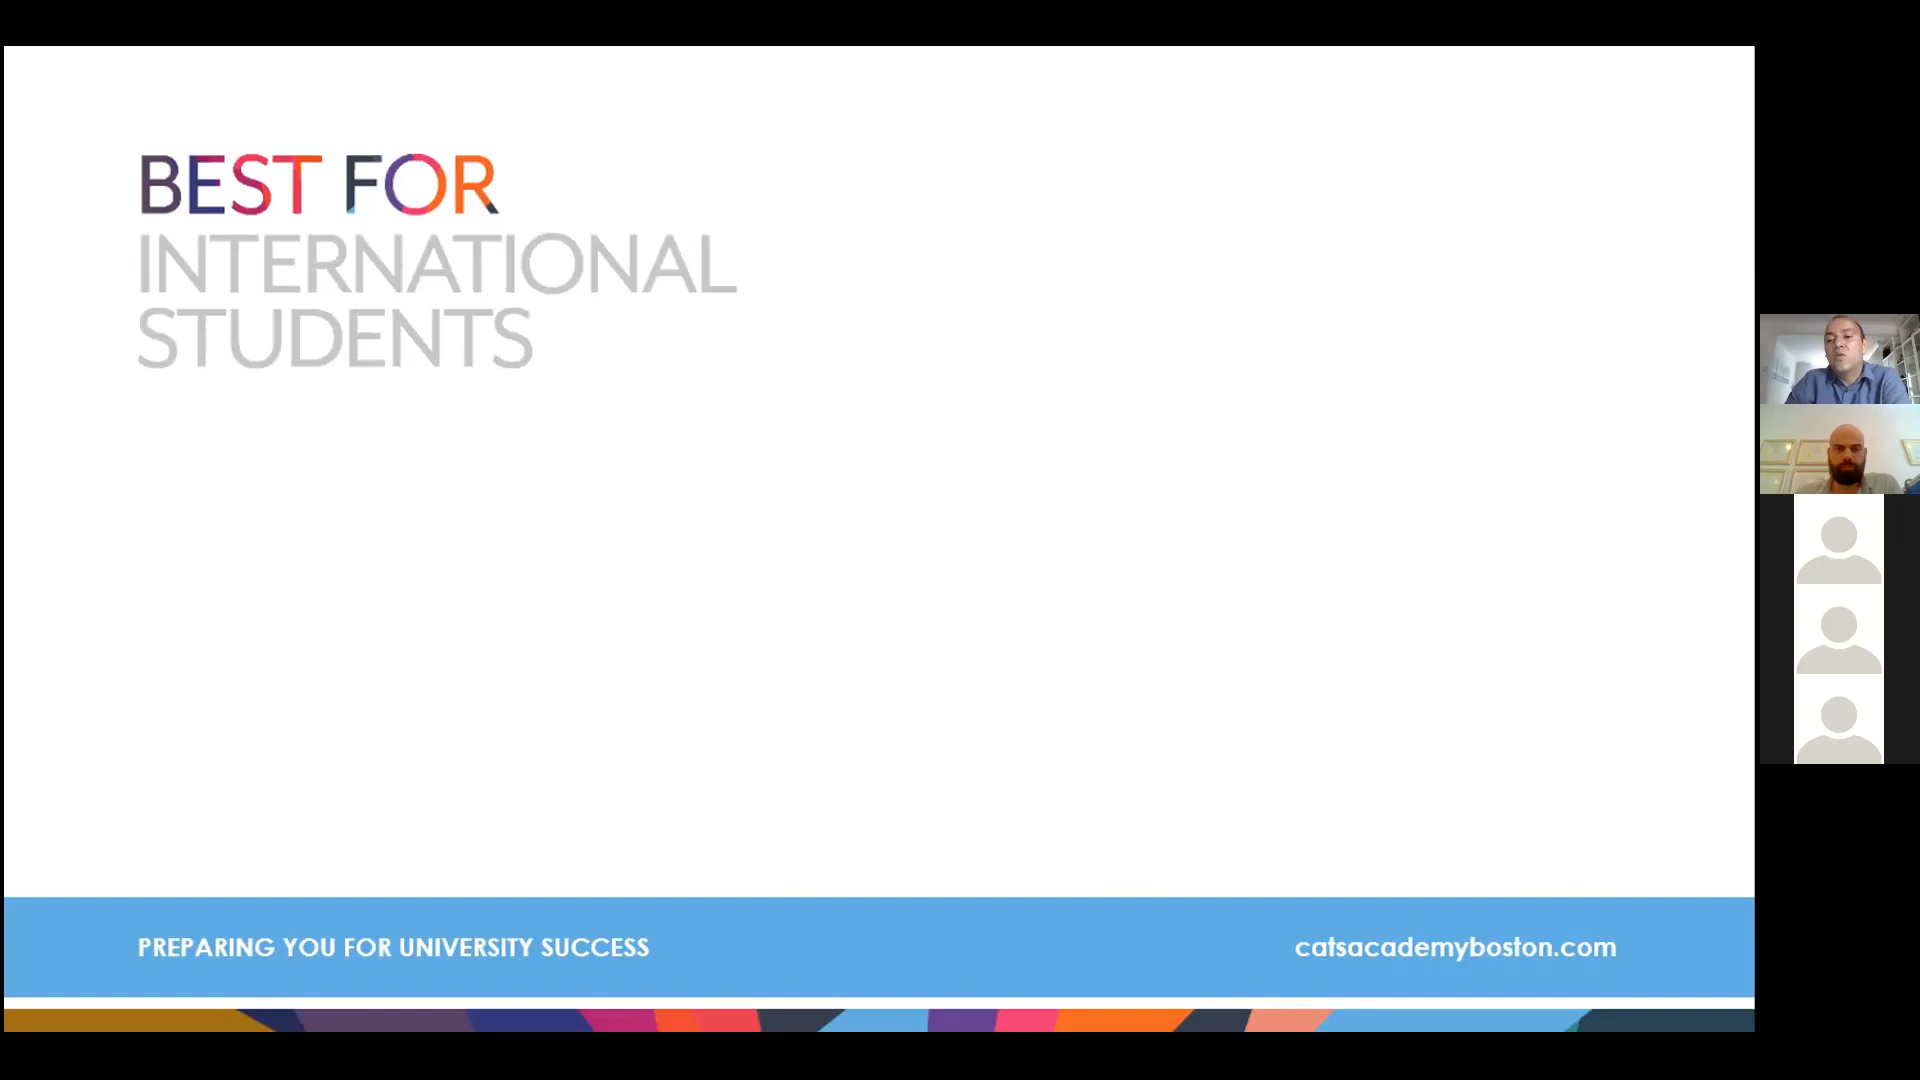 BEST FOR
INTERNATIONAL
STUDENTS
PREPARING YOU FOR UNIVERSITY SUCCESS
catsacademyboston.com